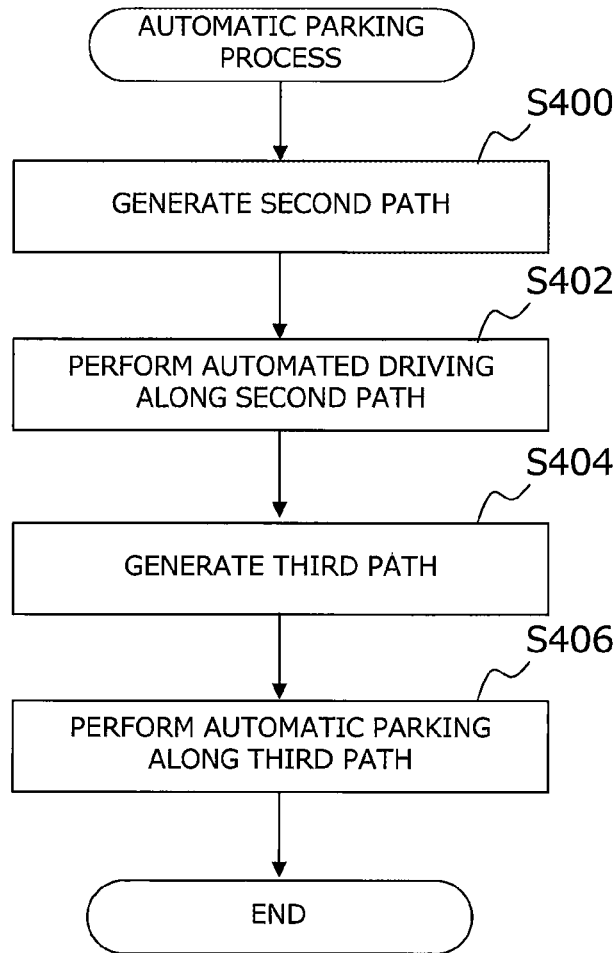 AUTOMATIC PARKING
PROCESS
S400
GENERATE SECOND PATH
S402
PERFORM AUTOMATED DRIVING
ALONG SECOND PATH
S404
GENERATE THIRD PATH
S406
PERFORM AUTOMATIC PARKING
ALONG THIRD PATH
END